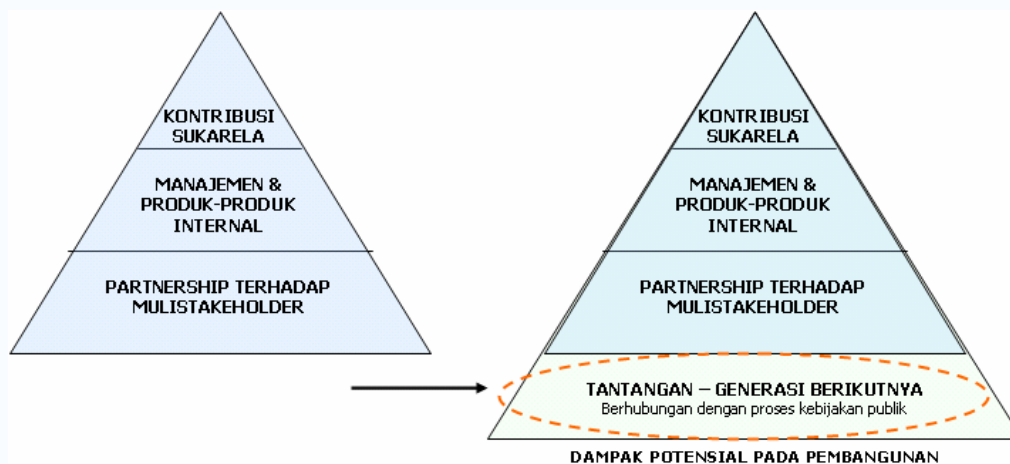 KONTRIBUSI
SUKARELA
MANAJEMEN &
PRODUK-PRODUK
INTERNAL
PARTNERSHIP TERHADAP
MULISTAKEHOLDER
KONTRIBUSI
SUKARELA
MANAJEMEN &
PRODUK-PRODUK
INTERNAL
PARTNERSHIP TERHADAP
MULISTAKEHOLDER
TANTANGAN – GENERASI BERIKUTNYA
Berhubungan dengan proses kebijakan publik
DAMPAK POTENSIAL PADA PEMBANGUNAN